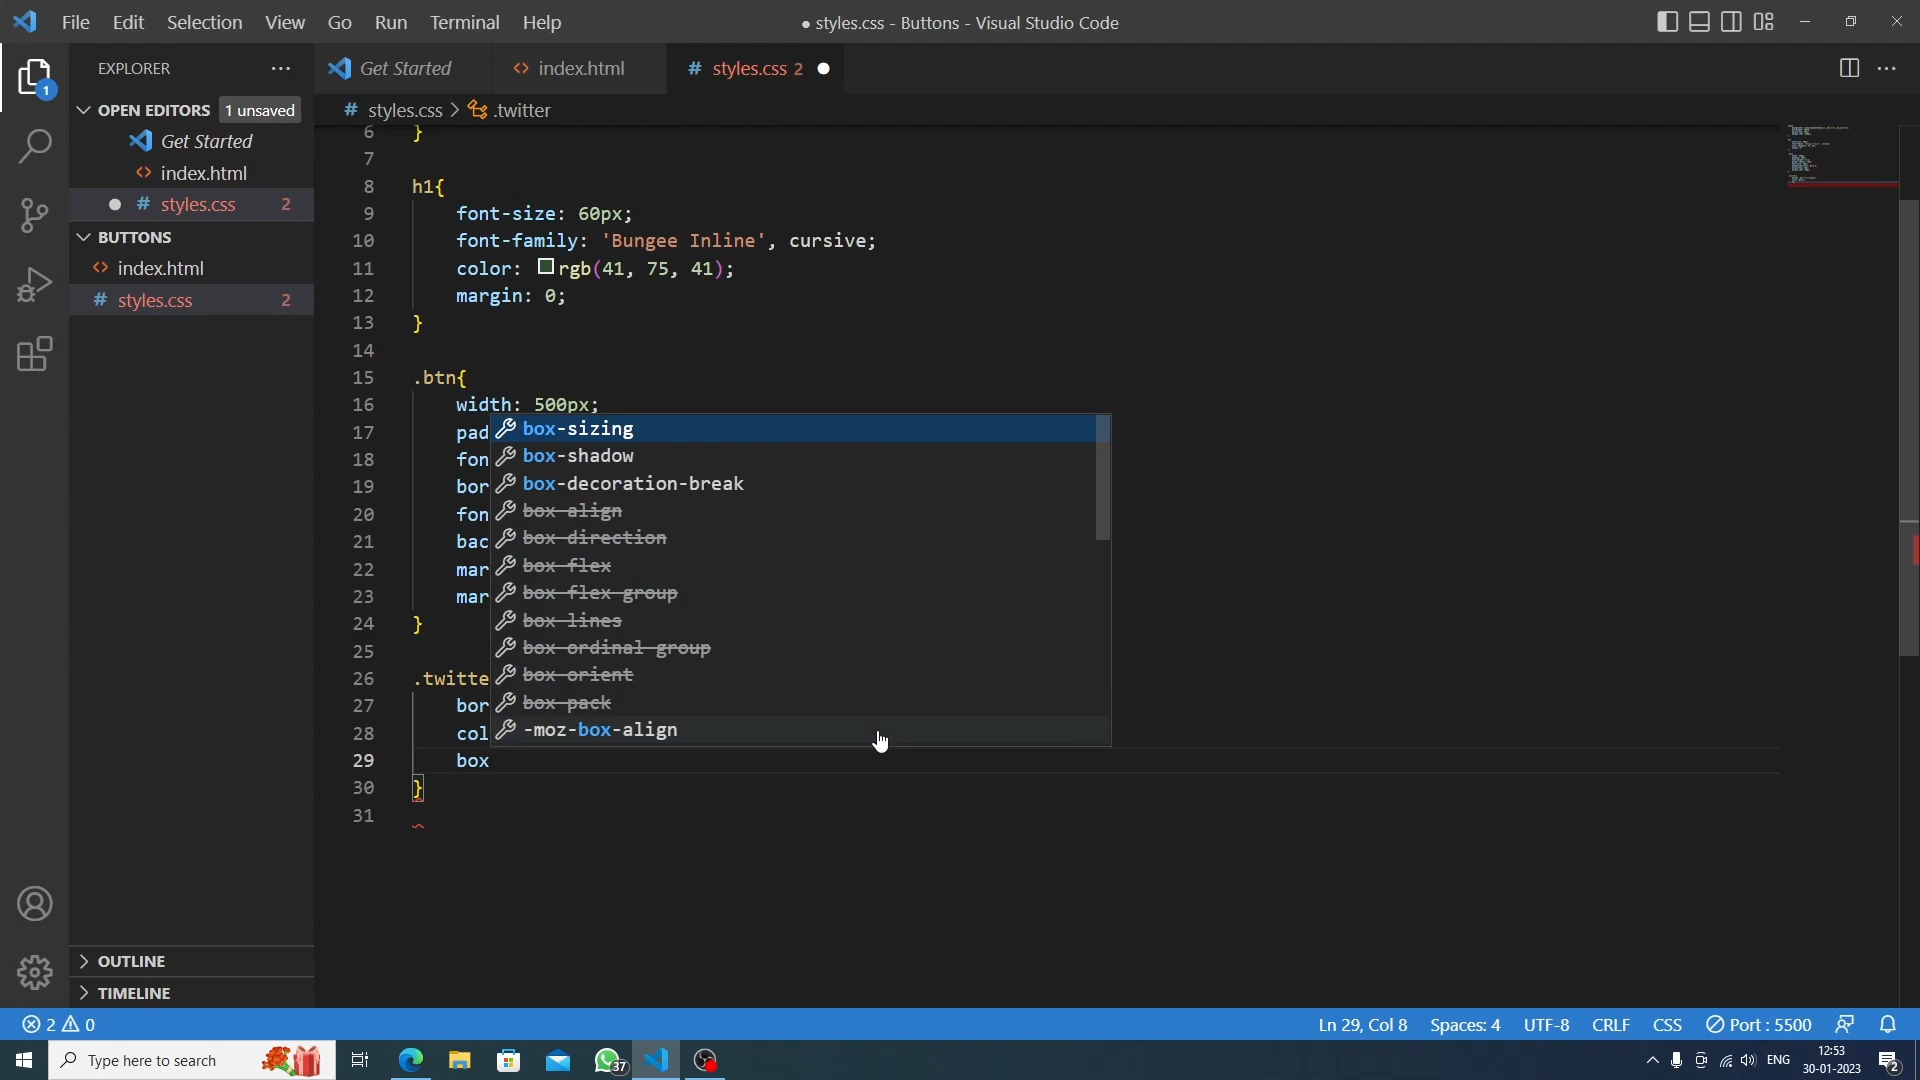 File Edit Selection View Go Run Terminal Help
● styles.css - Buttons - Visual Studio Code
EXPLORER
OPEN EDITORS 1 unsaved
Get Started
index.html
# styles.css 2
BUTTONS
index.html
# styles.css 2
OUTLINE
TIMELINE
1
Get Started
index.html
# styles.css 2
# styles.css > .twitter
6 }
7
8 h1{
9 font-size: 60px;
10 font-family: 'Bungee Inline', cursive;
11 color: rgb(41, 75, 41);
12 margin: 0;
13 }
14
15 .btn{
16 width: 500px;
17 pad
18 fon
19 bor
20 fon
21 bac
22 mar
23 mar
24 }
25
26 .twitte
27 bor
28 col
29 box
30 }
31
box-sizing
box-shadow
box-decoration-break
box-align
box-direction
box-flex
box-flex-group
box-lines
box-ordinal-group
box-orient
box-pack
-moz-box-align
2 0
Ln 29, Col 8 Spaces: 4 UTF-8 CRLF CSS Port : 5500
Type here to search
37
ENG
12:53
30-01-2023
2